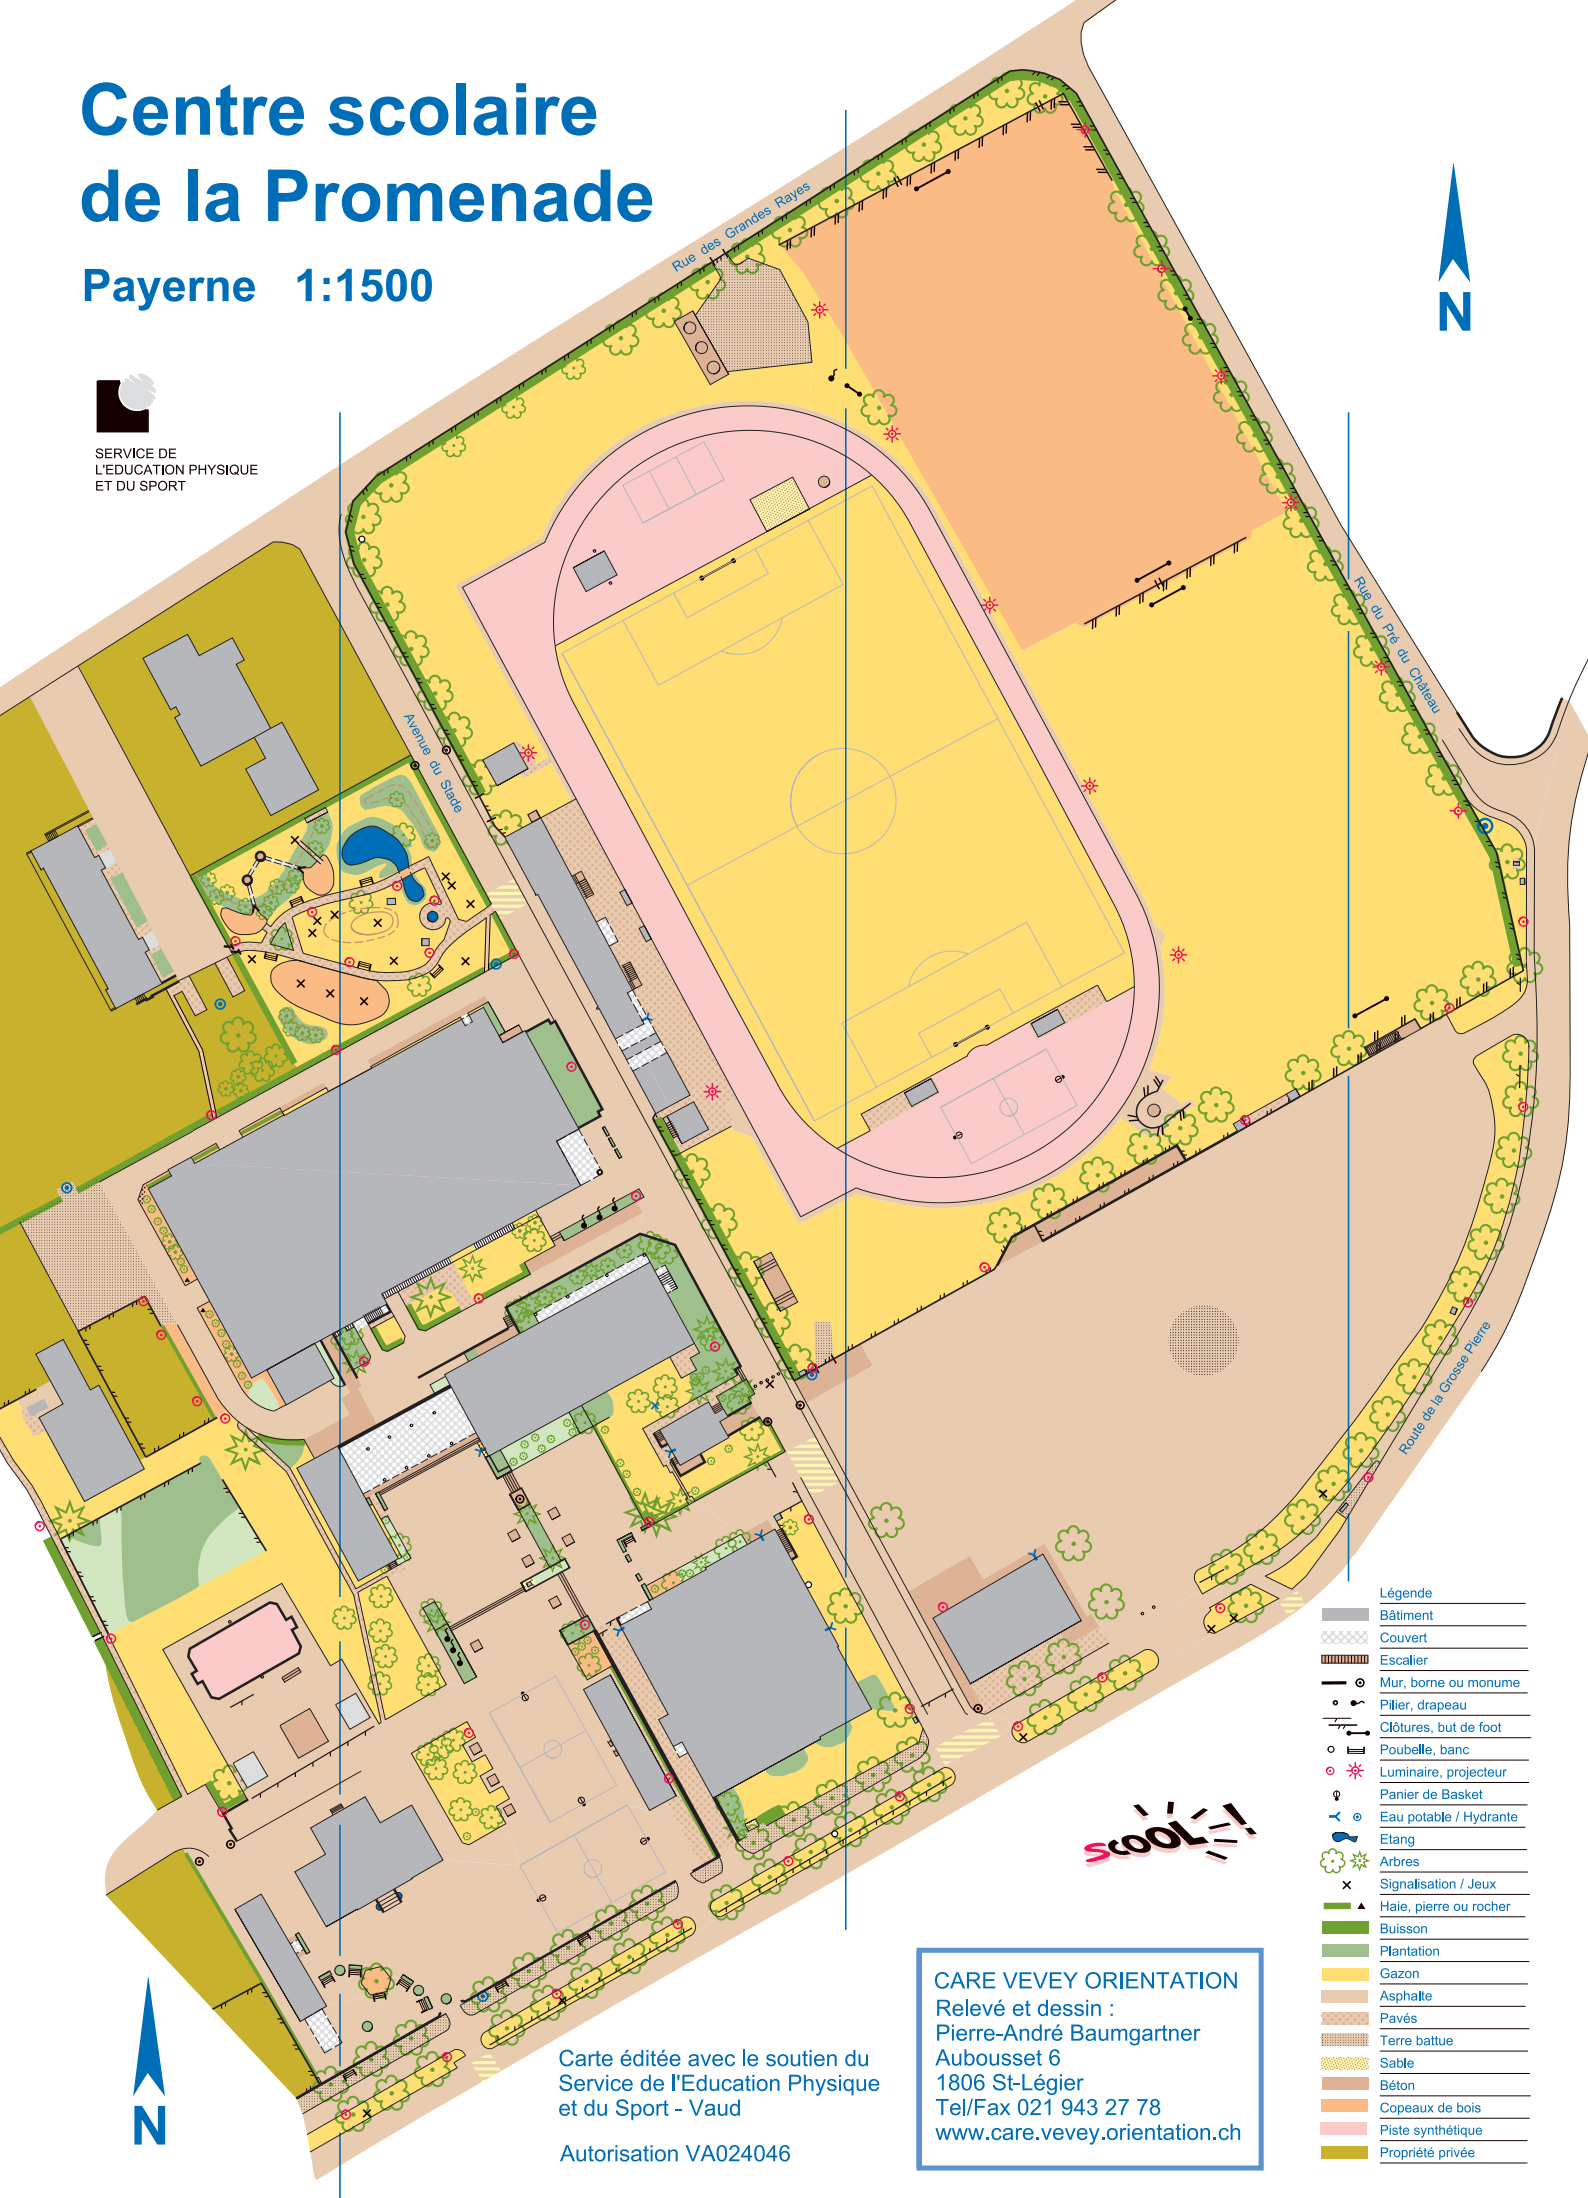 Centre scolaire
de la Promenade
Payerne 1:1500
SERVICE DE
L'EDUCATION PHYSIQUE
ET DU SPORT
Rue des Grandes Rayes
N
Avenue du Stade
Rue du Pré du Château
Route de la Grosse Pierre
Légende
Bâtiment
Couvert
Escalier
Mur, borne ou monume
Pilier, drapeau
Clôtures, but de foot
Poubelle, banc
Luminaire, projecteur
Panier de Basket
Eau potable / Hydrante
Etang
Arbres
Signalisation / Jeux
Haie, pierre ou rocher
Buisson
Plantation
Gazon
Asphalte
Pavés
Terre battue
Sable
Béton
Copeaux de bois
Piste synthétique
Propriété privée
scOOL !
N
Carte éditée avec le soutien du
Service de l'Education Physique
et du Sport - Vaud
Autorisation VA024046
CARE VEVEY ORIENTATION
Relevé et dessin :
Pierre-André Baumgartner
Aubousset 6
1806 St-Légier
Tel/Fax 021 943 27 78
www.care.vevey.orientation.ch